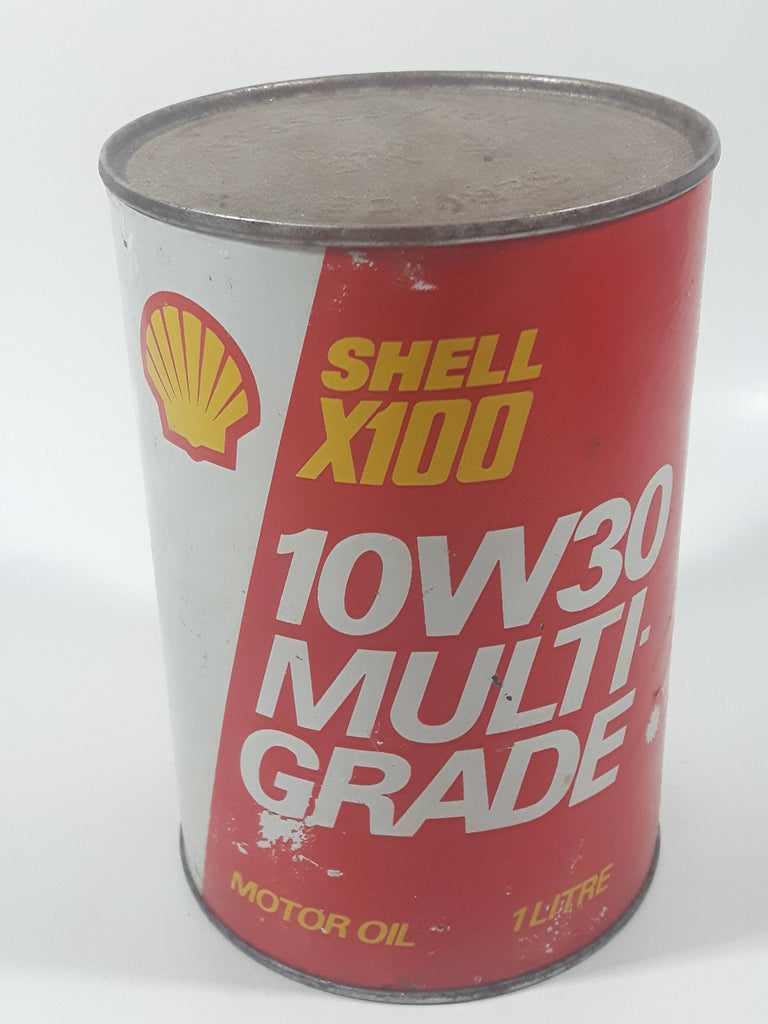 SHELL
X100
10W30
MULTI-
GRADE
MOTOR OIL 1 LITRE